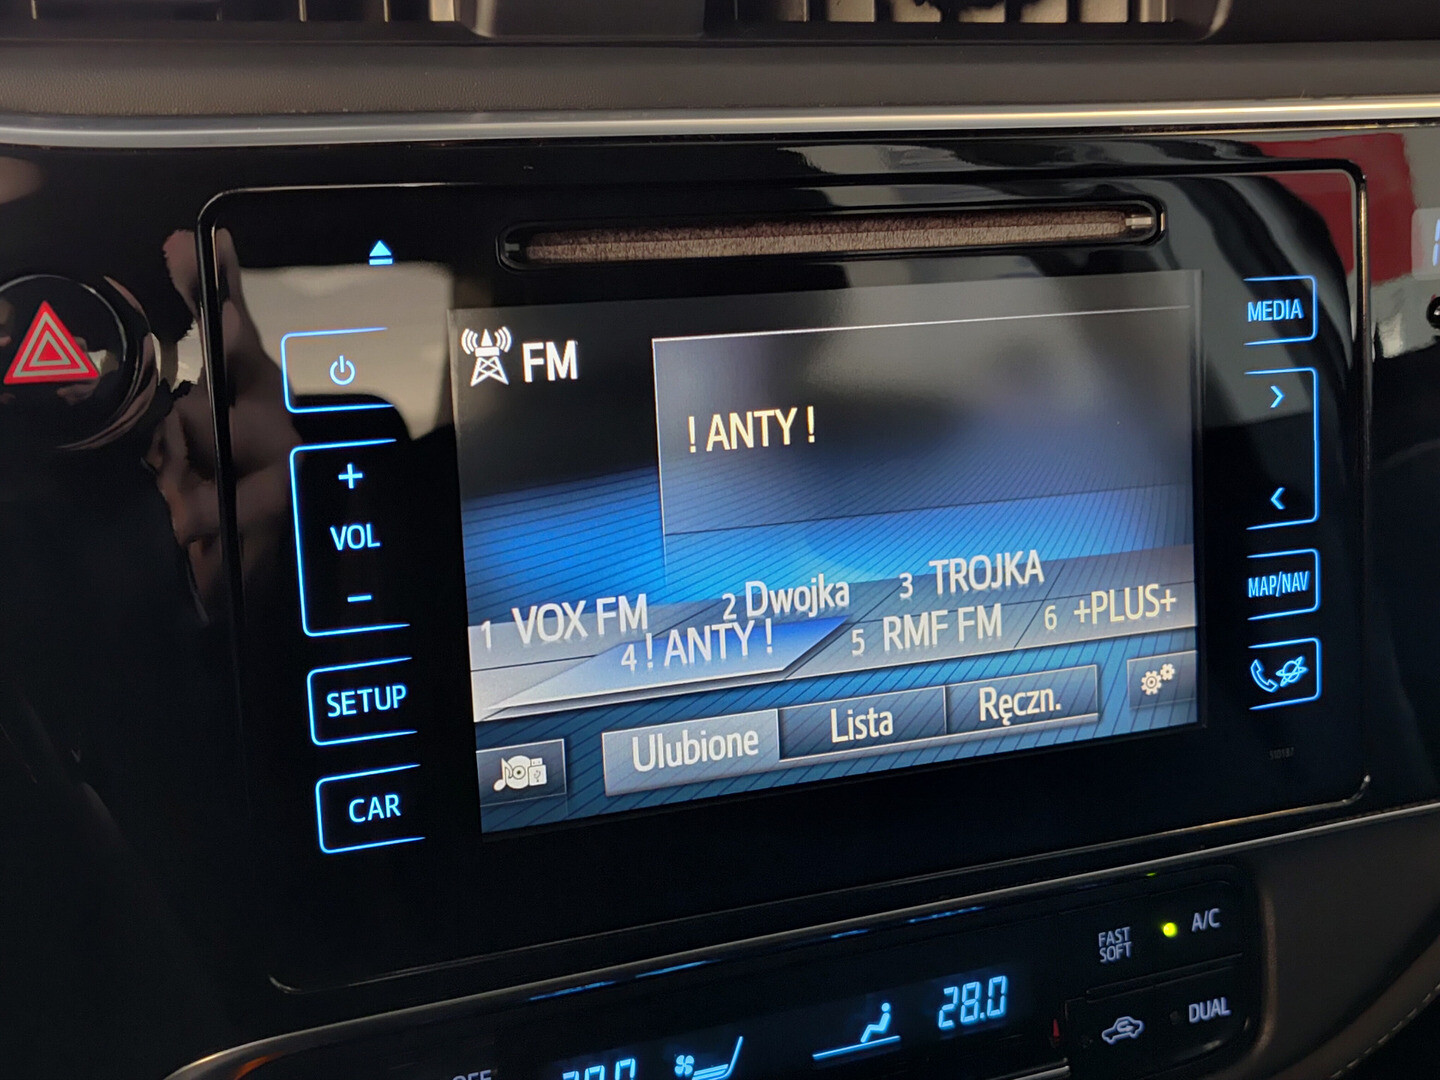 MEDIA
FM
! ANTY !
VOL
MAP/NAV
1 VOX FM
2 Dwojka
3 TROJKA
4 ! ANTY !
5 RMF FM
6 +PLUS+
SETUP
Ulubione
Lista
Ręczn.
CAR
FAST
SOFT
A/C
28.0
DUAL
OFF